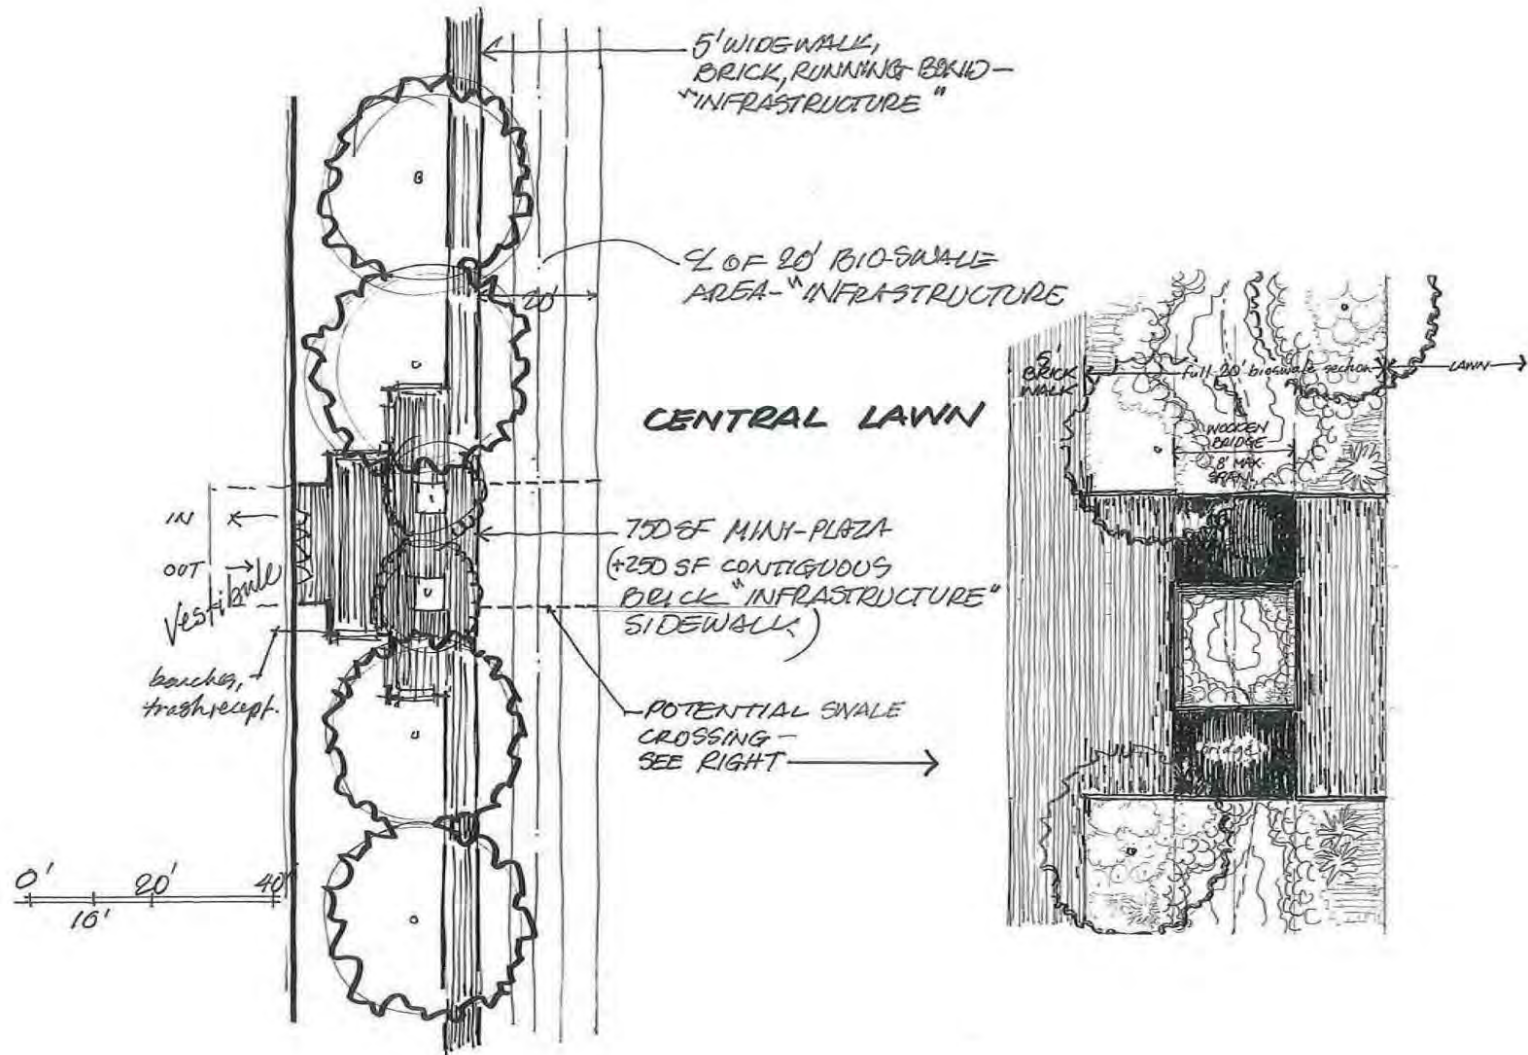 5' WIDE WALK,
BRICK, RUNNING BOND -
"INFRASTRUCTURE"
℄ OF 20' BIO-SWALE
AREA - "INFRASTRUCTURE
20'
CENTRAL LAWN
IN
OUT
Vestibule
benches,
trash recept.
750 SF MINI-PLAZA
(+250 SF CONTIGUOUS
BRICK "INFRASTRUCTURE"
SIDEWALK)
POTENTIAL SWALE
CROSSING -
SEE RIGHT
0' 20' 40'
10'
5'
BRICK
WALK
full 20' bioswale section
LAWN
WOODEN
BRIDGE
8' MAX.
SPAN
bridge